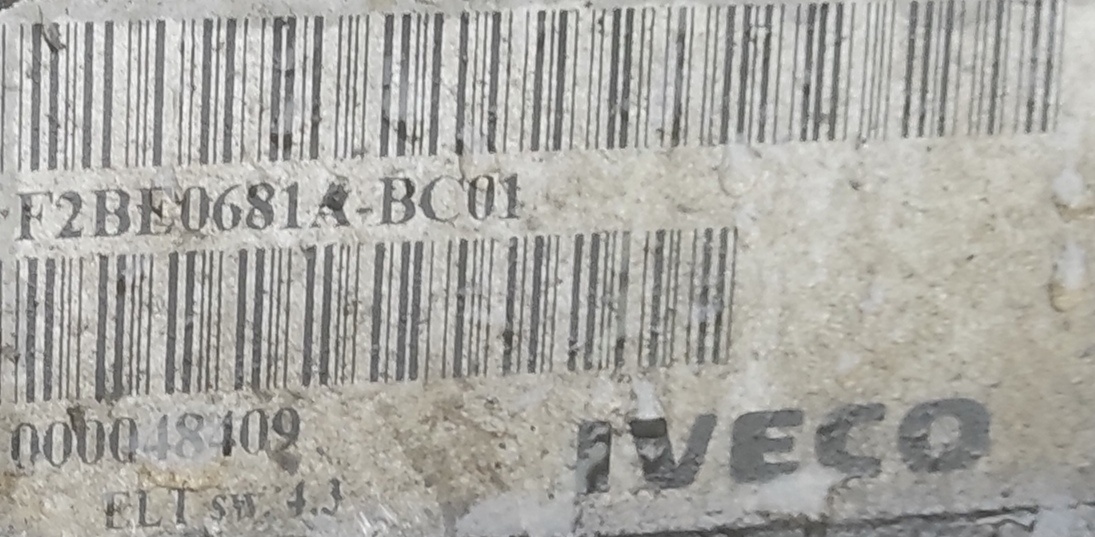 F2BE0681A-BC01
000048409
IVECO
ELT sw. 4.3